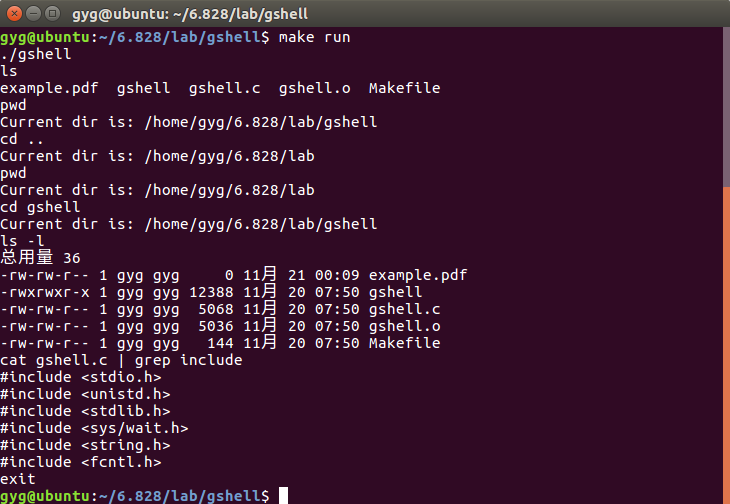 gyg@ubuntu: ~/6.828/lab/gshell
gyg@ubuntu:~/6.828/lab/gshell$ make run
./gshell
ls
example.pdf  gshell  gshell.c  gshell.o  Makefile
pwd
Current dir is: /home/gyg/6.828/lab/gshell
cd ..
Current dir is: /home/gyg/6.828/lab
pwd
Current dir is: /home/gyg/6.828/lab
cd gshell
Current dir is: /home/gyg/6.828/lab/gshell
ls -l
总用量 36
-rw-rw-r-- 1 gyg gyg     0 11月 21 00:09 example.pdf
-rwxrwxr-x 1 gyg gyg 12388 11月 20 07:50 gshell
-rw-rw-r-- 1 gyg gyg  5068 11月 20 07:50 gshell.c
-rw-rw-r-- 1 gyg gyg  5036 11月 20 07:50 gshell.o
-rw-rw-r-- 1 gyg gyg   144 11月 20 07:50 Makefile
cat gshell.c | grep include
#include <stdio.h>
#include <unistd.h>
#include <stdlib.h>
#include <sys/wait.h>
#include <string.h>
#include <fcntl.h>
exit
gyg@ubuntu:~/6.828/lab/gshell$